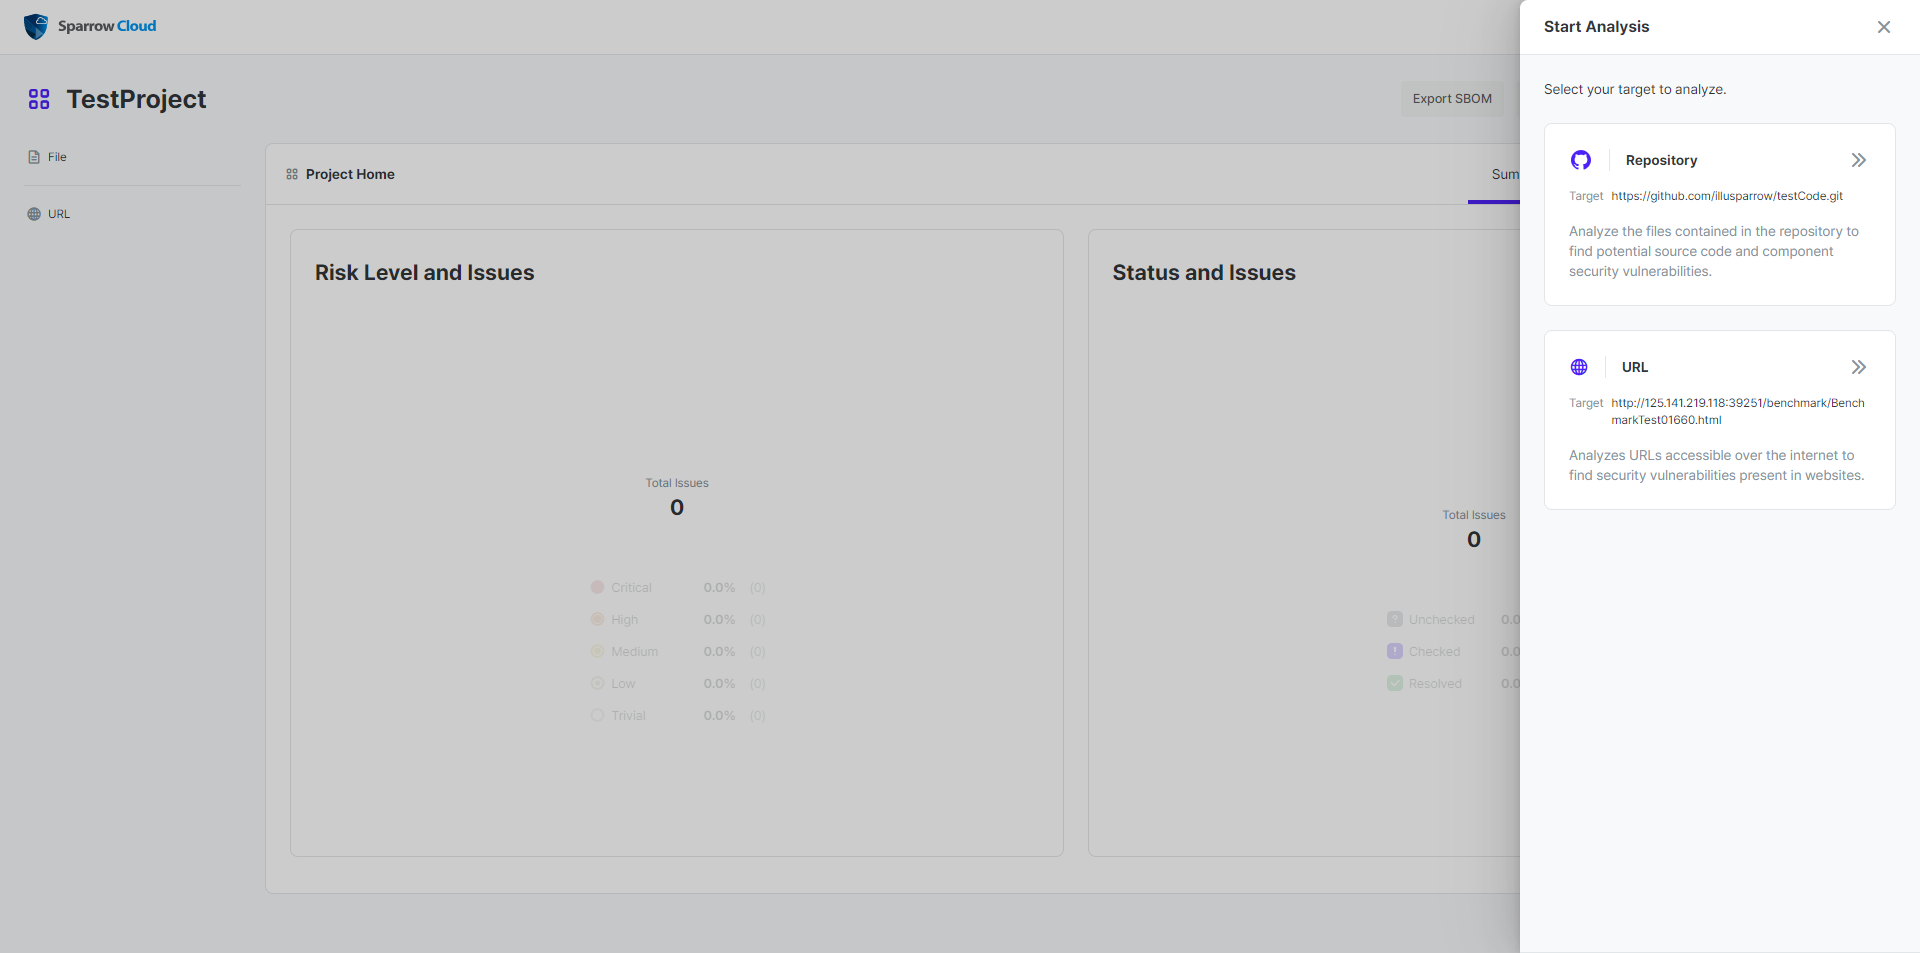 Sparrow Cloud
TestProject
Export SBOM
File
URL
Project Home
Sum
Risk Level and Issues
Total Issues
0
Critical 0.0% (0)
High 0.0% (0)
Medium 0.0% (0)
Low 0.0% (0)
Trivial 0.0% (0)
Status and Issues
Total Issues
0
Unchecked 0.0
Checked 0.0
Resolved 0.0
Start Analysis
Select your target to analyze.
Repository
Target https://github.com/illusparrow/testCode.git
Analyze the files contained in the repository to
find potential source code and component
security vulnerabilities.
URL
Target http://125.141.219.118:39251/benchmark/Bench
markTest01660.html
Analyzes URLs accessible over the internet to
find security vulnerabilities present in websites.